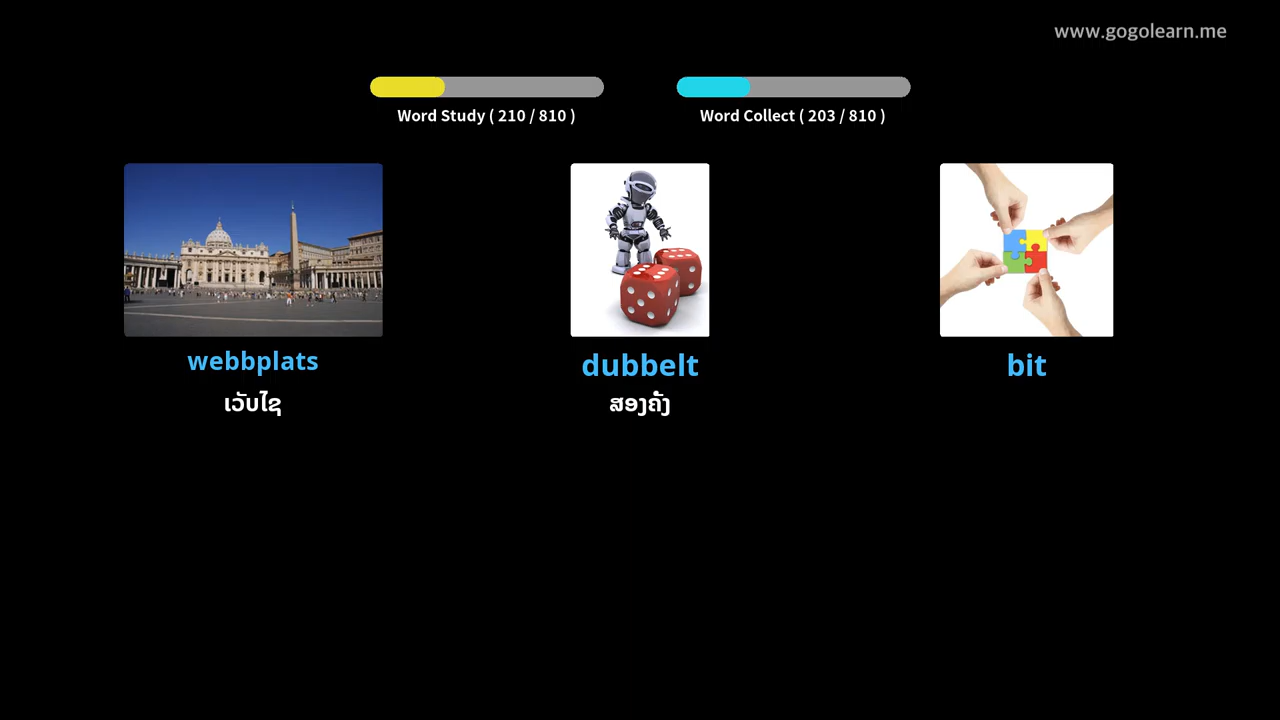 www.gogolearn.me
Word Study ( 210 / 810 )
Word Collect ( 203 / 810 )
webbplats
ເວັບໄຊ
dubbelt
ສອງຄັ້ງ
bit